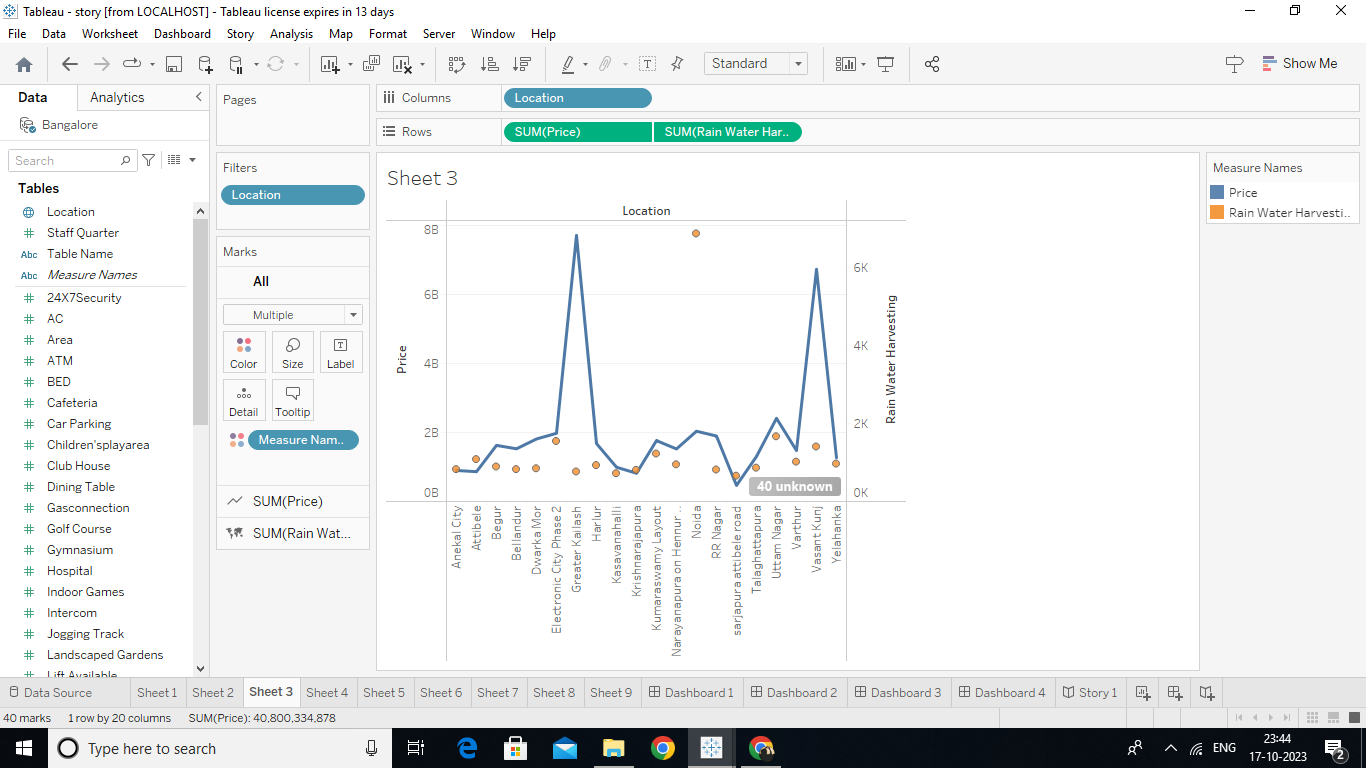 Tableau - story [from LOCALHOST] - Tableau license expires in 13 days
File Data Worksheet Dashboard Story Analysis Map Format Server Window Help
Standard
Show Me
Data Analytics
Bangalore
Search
Tables
Location
Staff Quarter
Abc Table Name
Abc Measure Names
24X7Security
AC
Area
ATM
BED
Cafeteria
Car Parking
Children'splayarea
Club House
Dining Table
Gasconnection
Golf Course
Gymnasium
Hospital
Indoor Games
Intercom
Jogging Track
Landscaped Gardens
Lift Available
Pages
Filters
Location
Marks
All
Multiple
Color Size Label
Detail Tooltip
Measure Nam..
SUM(Price)
SUM(Rain Wat...
Columns Location
Rows SUM(Price) SUM(Rain Water Har..
Sheet 3
Location
8B
6B
4B
2B
0B
Price
6K
4K
2K
0K
Rain Water Harvesting
40 unknown
Anekal City
Attibele
Begur
Bellandur
Dwarka Mor
Electronic City Phase 2
Greater Kailash
Harlur
Kasavanahalli
Krishnarajapura
Kumaraswamy Layout
Narayanapura on Hennur ..
Noida
RR Nagar
sarjapura attibele road
Talaghattapura
Uttam Nagar
Varthur
Vasant Kunj
Yelahanka
Measure Names
Price
Rain Water Harvesti..
Data Source Sheet 1 Sheet 2 Sheet 3 Sheet 4 Sheet 5 Sheet 6 Sheet 7 Sheet 8 Sheet 9 Dashboard 1 Dashboard 2 Dashboard 3 Dashboard 4 Story 1
40 marks 1 row by 20 columns SUM(Price): 40,800,334,878
Type here to search
ENG
23:44
17-10-2023
2